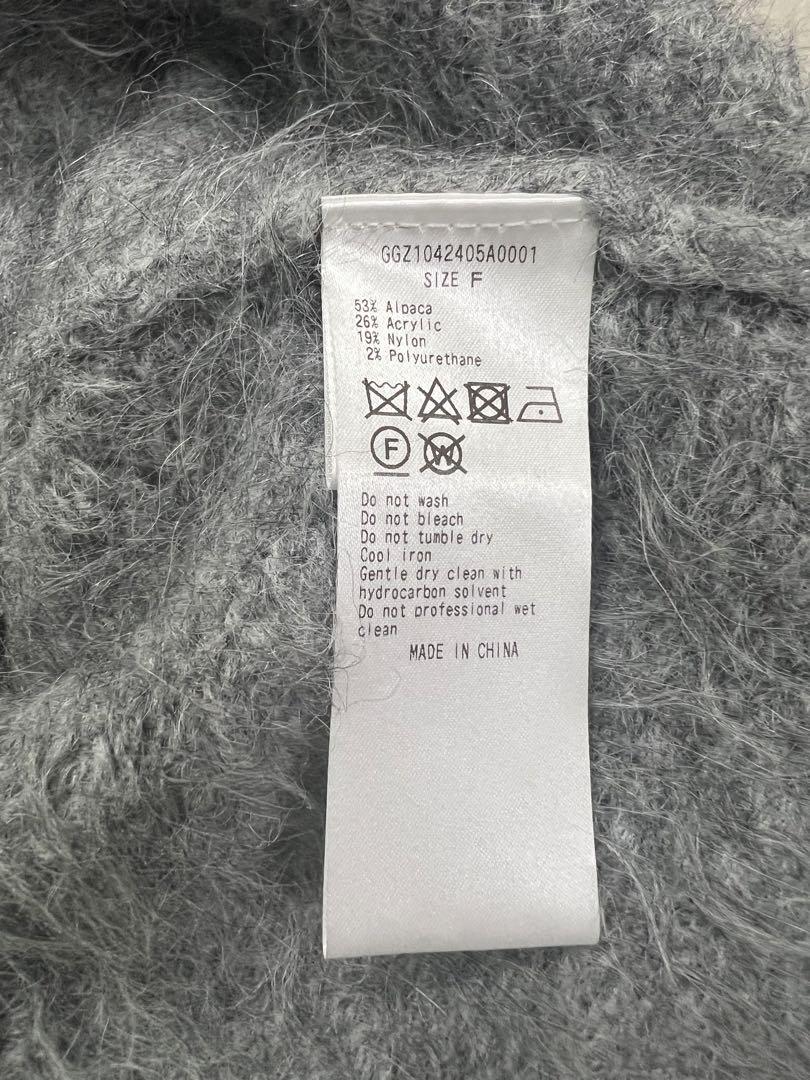 GGZ1042405A0001
SIZE F
53% Alpaca
26% Acrylic
19% Nylon
2% Polyurethane
F W
Do not wash
Do not bleach
Do not tumble dry
Cool iron
Gentle dry clean with
hydrocarbon solvent
Do not professional wet
clean
MADE IN CHINA